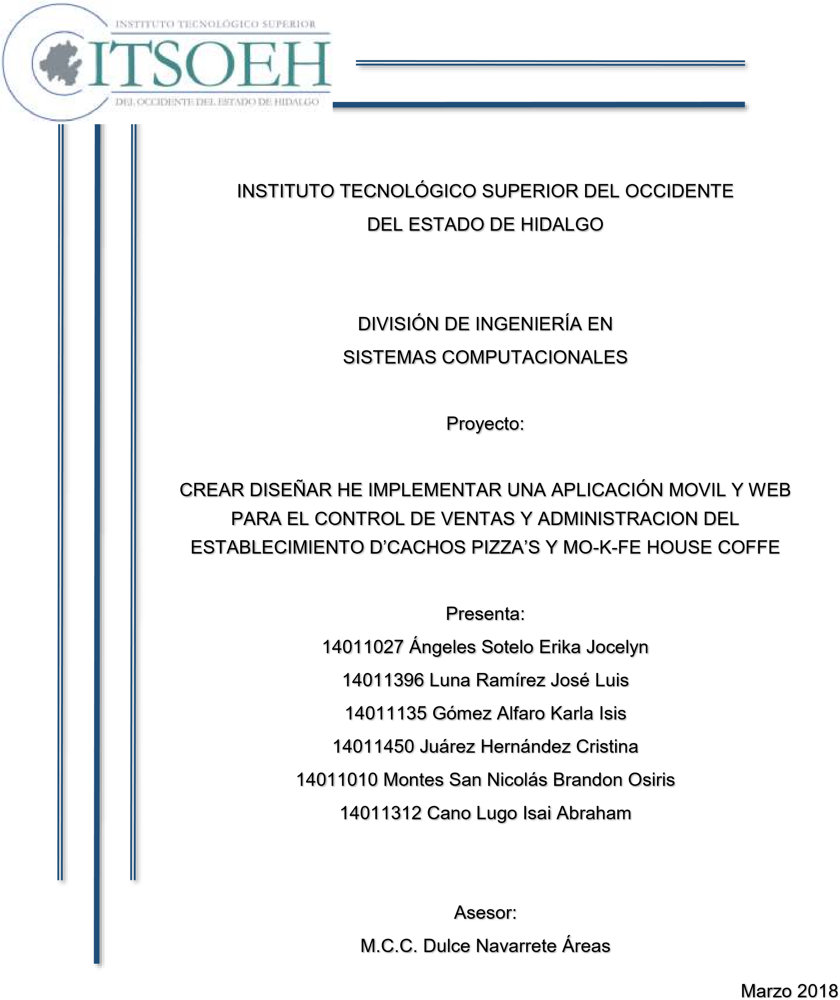 INSTITUTO TECNOLÓGICO SUPERIOR
ITSOEH
DEL OCCIDENTE DEL ESTADO DE HIDALGO
INSTITUTO TECNOLÓGICO SUPERIOR DEL OCCIDENTE
DEL ESTADO DE HIDALGO
DIVISIÓN DE INGENIERÍA EN
SISTEMAS COMPUTACIONALES
Proyecto:
CREAR DISEÑAR HE IMPLEMENTAR UNA APLICACIÓN MOVIL Y WEB
PARA EL CONTROL DE VENTAS Y ADMINISTRACION DEL
ESTABLECIMIENTO D’CACHOS PIZZA’S Y MO-K-FE HOUSE COFFE
Presenta:
14011027 Ángeles Sotelo Erika Jocelyn
14011396 Luna Ramírez José Luis
14011135 Gómez Alfaro Karla Isis
14011450 Juárez Hernández Cristina
14011010 Montes San Nicolás Brandon Osiris
14011312 Cano Lugo Isai Abraham
Asesor:
M.C.C. Dulce Navarrete Áreas
Marzo 2018